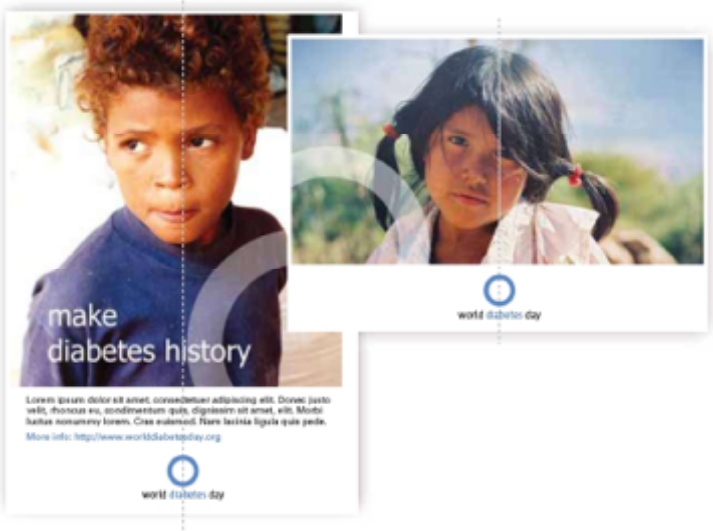 make
diabetes history
Lorem ipsum dolor sit amet, consectetuer adipiscing elit. Donec justo
velit, rhoncus eu, condimentum quis, dignissim sit amet, elit. Morbi
luctus nonummy lorem. Cras euismod. Nam lacinia ligula quis pede.
More info: http://www.worlddiabetesday.org
world diabetes day
world diabetes day